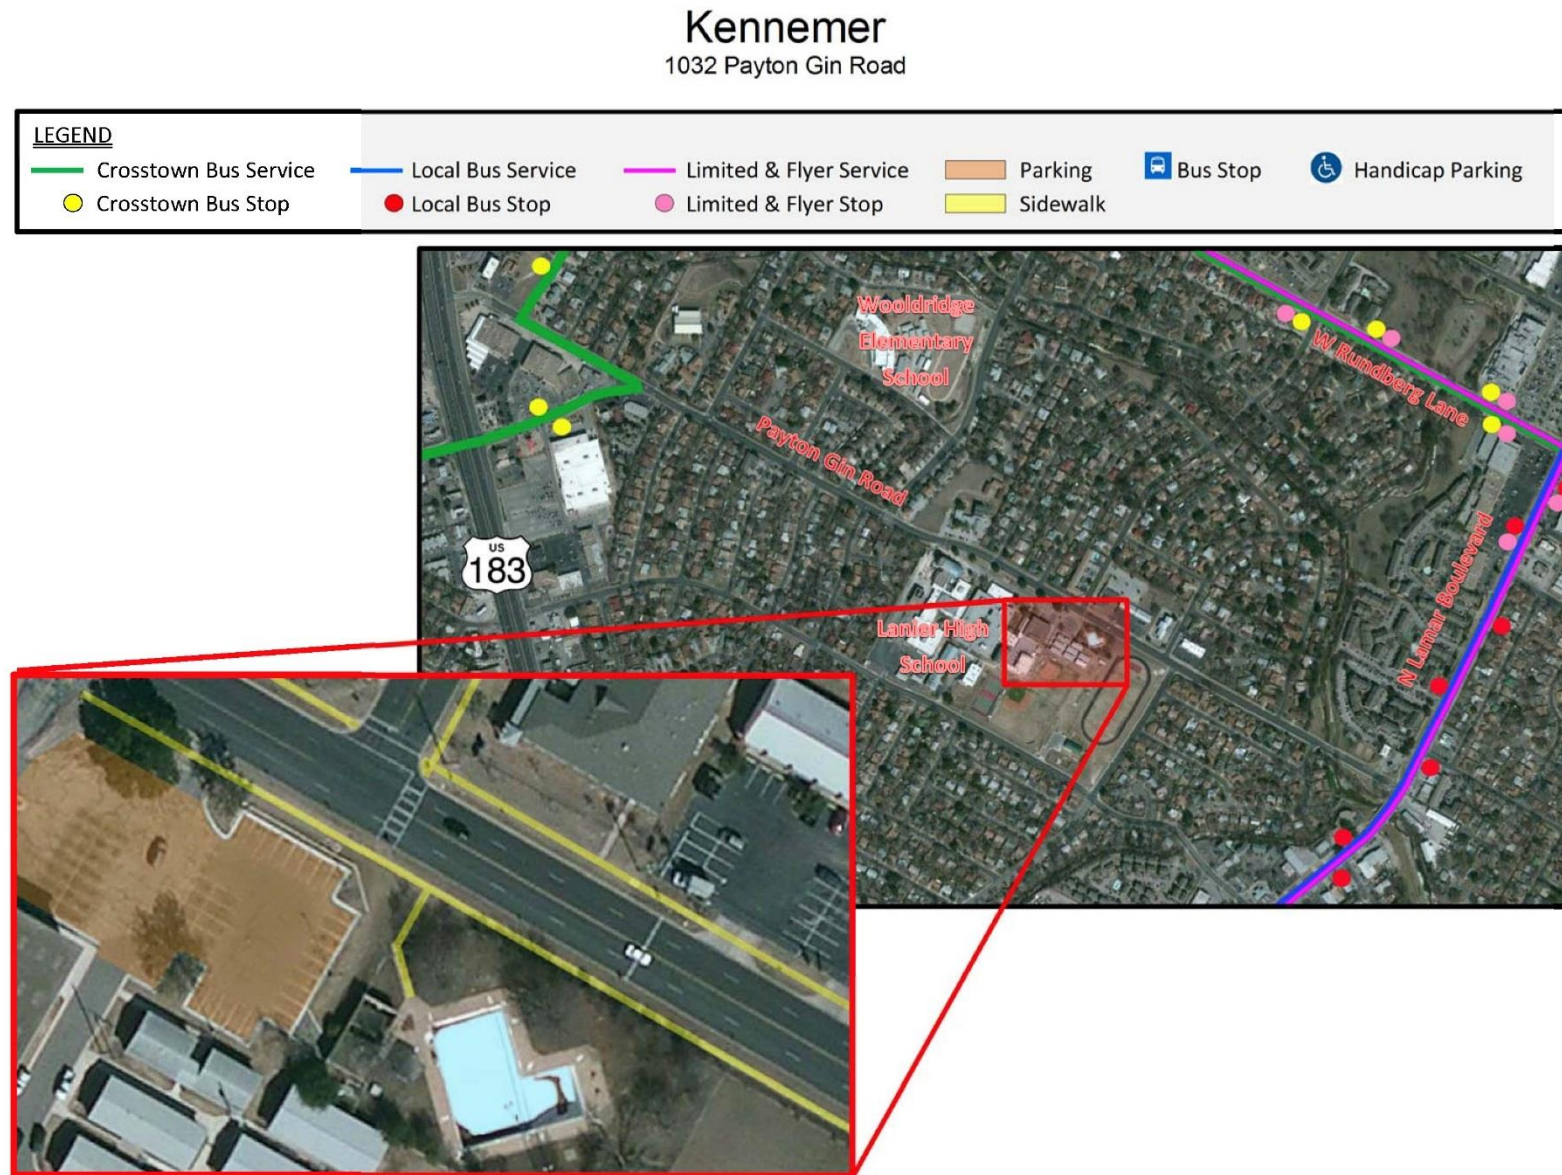 Kennemer
1032 Payton Gin Road
LEGEND
Crosstown Bus Service
Local Bus Service
Limited & Flyer Service
Parking
Bus Stop
Handicap Parking
Crosstown Bus Stop
Local Bus Stop
Limited & Flyer Stop
Sidewalk
Wooldridge
Elementary
School
W Rundberg Lane
Payton Gin Road
N Lamar Boulevard
US
183
Lanier High
School